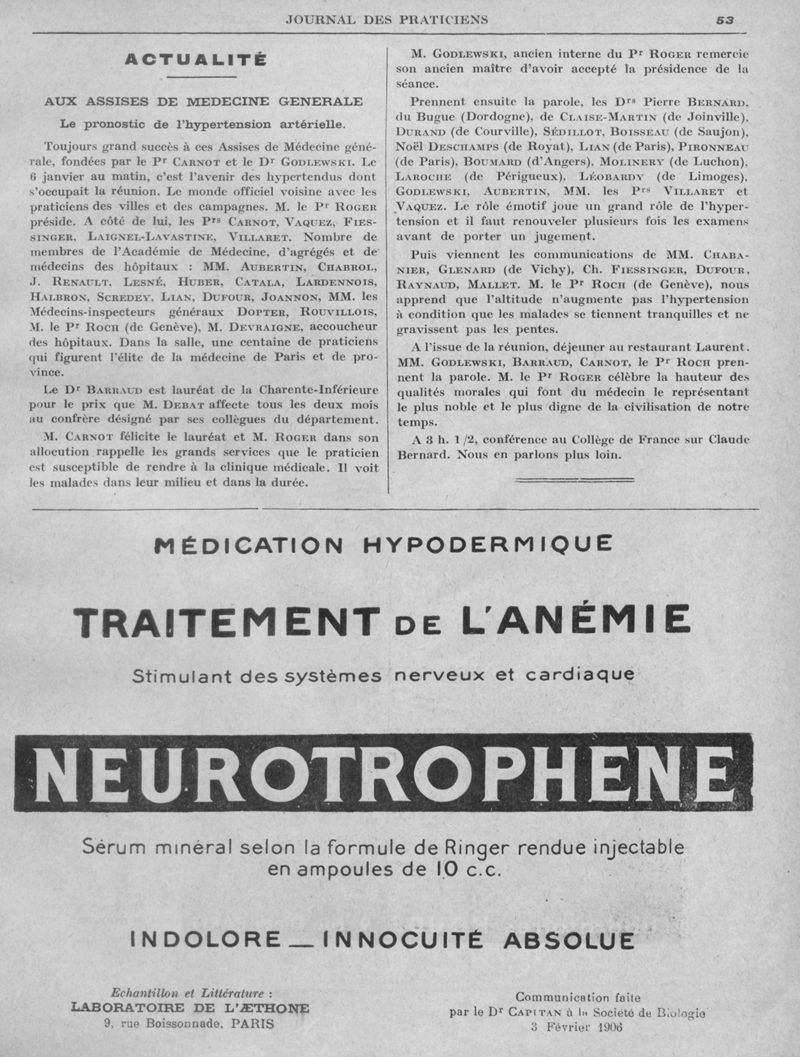 JOURNAL DES PRATICIENS 53
ACTUALITÉ
AUX ASSISES DE MEDECINE GENERALE
Le pronostic de l'hypertension artérielle.
Toujours grand succès à ces Assises de Médecine géné-
rale, fondées par le Pr CARNOT et le Dr GODLEWSKI. Le
6 janvier au matin, c'est l'avenir des hypertendus dont
s'occupait la réunion. Le monde officiel voisine avec les
praticiens des villes et des campagnes. M. le Pr ROGER
préside. A côté de lui, les Prs CARNOT, VAQUEZ, FIES-
SINGER, LAIGNEL-LAVASTINE, VILLARET. Nombre de
membres de l'Académie de Médecine, d'agrégés et de
médecins des hôpitaux : MM. AUBERTIN, CHABROL,
J. RENAULT, LESNÉ, HUBER, CATALA, LARDENNOIS,
HALBRON, SCREDEY, LIAN, DUFOUR, JOANNON, MM. les
Médecins-inspecteurs généraux DOPTER, ROUVILLOIS,
M. le Pr ROCH (de Genève), M. DEVRAIGNE, accoucheur
des hôpitaux. Dans la salle, une centaine de praticiens
qui figurent l'élite de la médecine de Paris et de pro-
vince.
Le Dr BARRAUD est lauréat de la Charente-Inférieure
pour le prix que M. DEBAT affecte tous les deux mois
au confrère désigné par ses collègues du département.
M. CARNOT félicite le lauréat et M. ROGER dans son
allocution rappelle les grands services que le praticien
est susceptible de rendre à la clinique médicale. Il voit
les malades dans leur milieu et dans la durée.
M. GODLEWSKI, ancien interne du Pr ROGER remercie
son ancien maître d'avoir accepté la présidence de la
séance.
Prennent ensuite la parole, les Drs Pierre BERNARD,
du Bugue (Dordogne), de CLAISE-MARTIN (de Joinville),
DURAND (de Courville), SÉDILLOT, BOISSEAU (de Saujon),
Noël DESCHAMPS (de Royat), LIAN (de Paris), PIRONNEAU
(de Paris), BOUMARD (d'Angers), MOLINERY (de Luchon),
LAROCHE (de Périgueux), LÉOBARDY (de Limoges),
GODLEWSKI, AUBERTIN, MM. les Prs VILLARET et
VAQUEZ. Le rôle émotif joue un grand rôle de l'hyper-
tension et il faut renouveler plusieurs fois les examens
avant de porter un jugement.
Puis viennent les communications de MM. CHABA-
NIER, GLENARD (de Vichy), Ch. FIESSINGER, DUFOUR,
RAYNAUD, MALLET. M. le Pr ROCH (de Genève), nous
apprend que l'altitude n'augmente pas l'hypertension
à condition que les malades se tiennent tranquilles et ne
gravissent pas les pentes.
A l'issue de la réunion, déjeuner au restaurant Laurent.
MM. GODLEWSKI, BARRAUD, CARNOT, le Pr ROCH pren-
nent la parole. M. le Pr ROGER célèbre la hauteur des
qualités morales qui font du médecin le représentant
le plus noble et le plus digne de la civilisation de notre
temps.
A 3 h. 1/2, conférence au Collège de France sur Claude
Bernard. Nous en parlons plus loin.
MÉDICATION HYPODERMIQUE
TRAITEMENT DE L'ANÉMIE
Stimulant des systèmes nerveux et cardiaque
NEUROTROPHENE
Sérum minéral selon la formule de Ringer rendue injectable
en ampoules de 10 c.c.
INDOLORE _ INNOCUITÉ ABSOLUE
Echantillon et Littérature :
LABORATOIRE DE L'ÆTHONE
9, rue Boissonnade, PARIS
Communication faite
par le Dr CAPITAN à la Société de Biologie
3 Février 1906